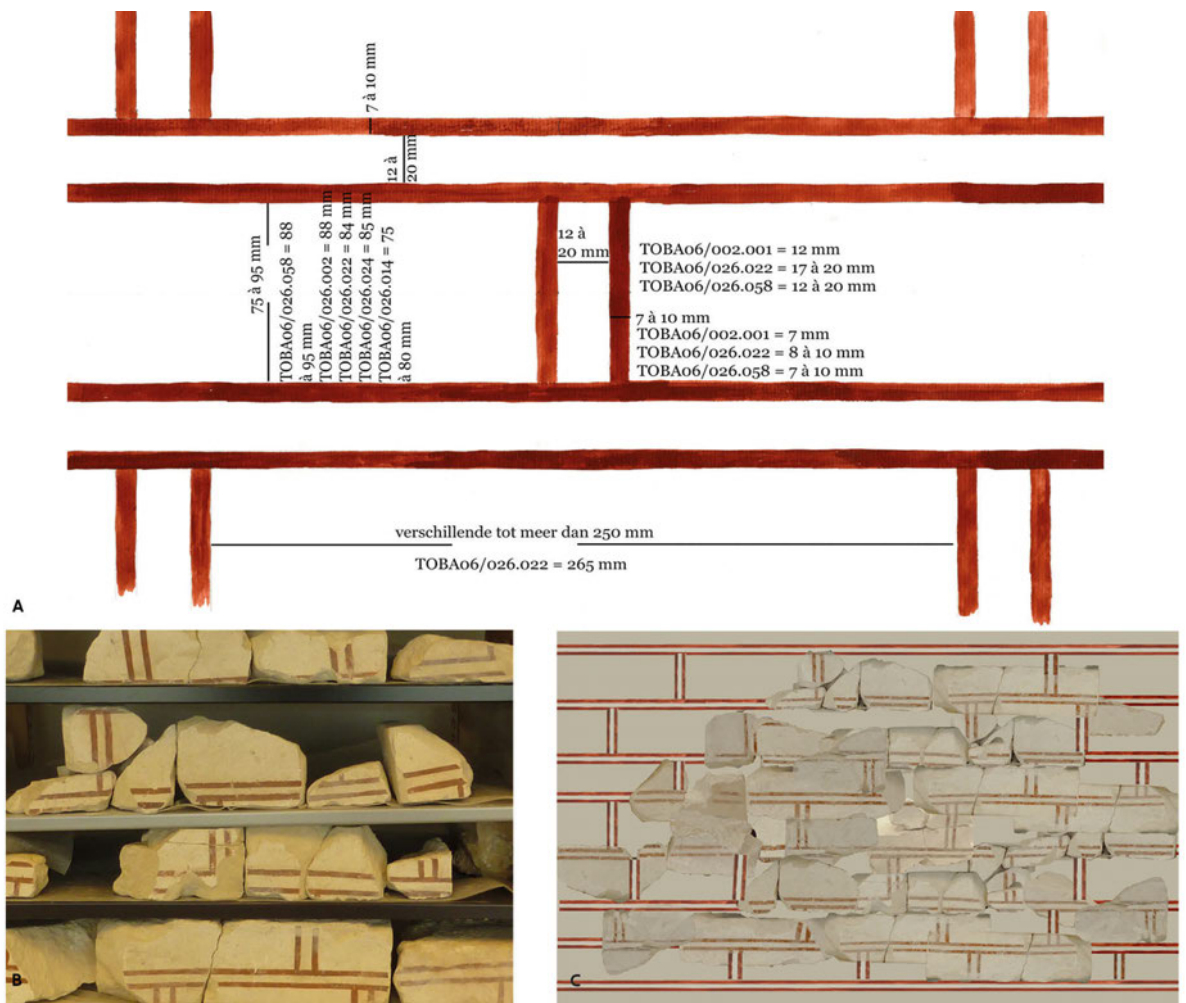 7 à 10 mm
12 à
20 mm
75 à 95 mm
TOBA06/026.058 = 88
à 95 mm
TOBA06/026.002 = 88 mm
TOBA06/026.022 = 84 mm
TOBA06/026.024 = 85 mm
TOBA06/026.014 = 75
à 80 mm
12 à
20 mm
TOBA06/002.001 = 12 mm
TOBA06/026.022 = 17 à 20 mm
TOBA06/026.058 = 12 à 20 mm
7 à 10 mm
TOBA06/002.001 = 7 mm
TOBA06/026.022 = 8 à 10 mm
TOBA06/026.058 = 7 à 10 mm
verschillende tot meer dan 250 mm
TOBA06/026.022 = 265 mm
A
B
C